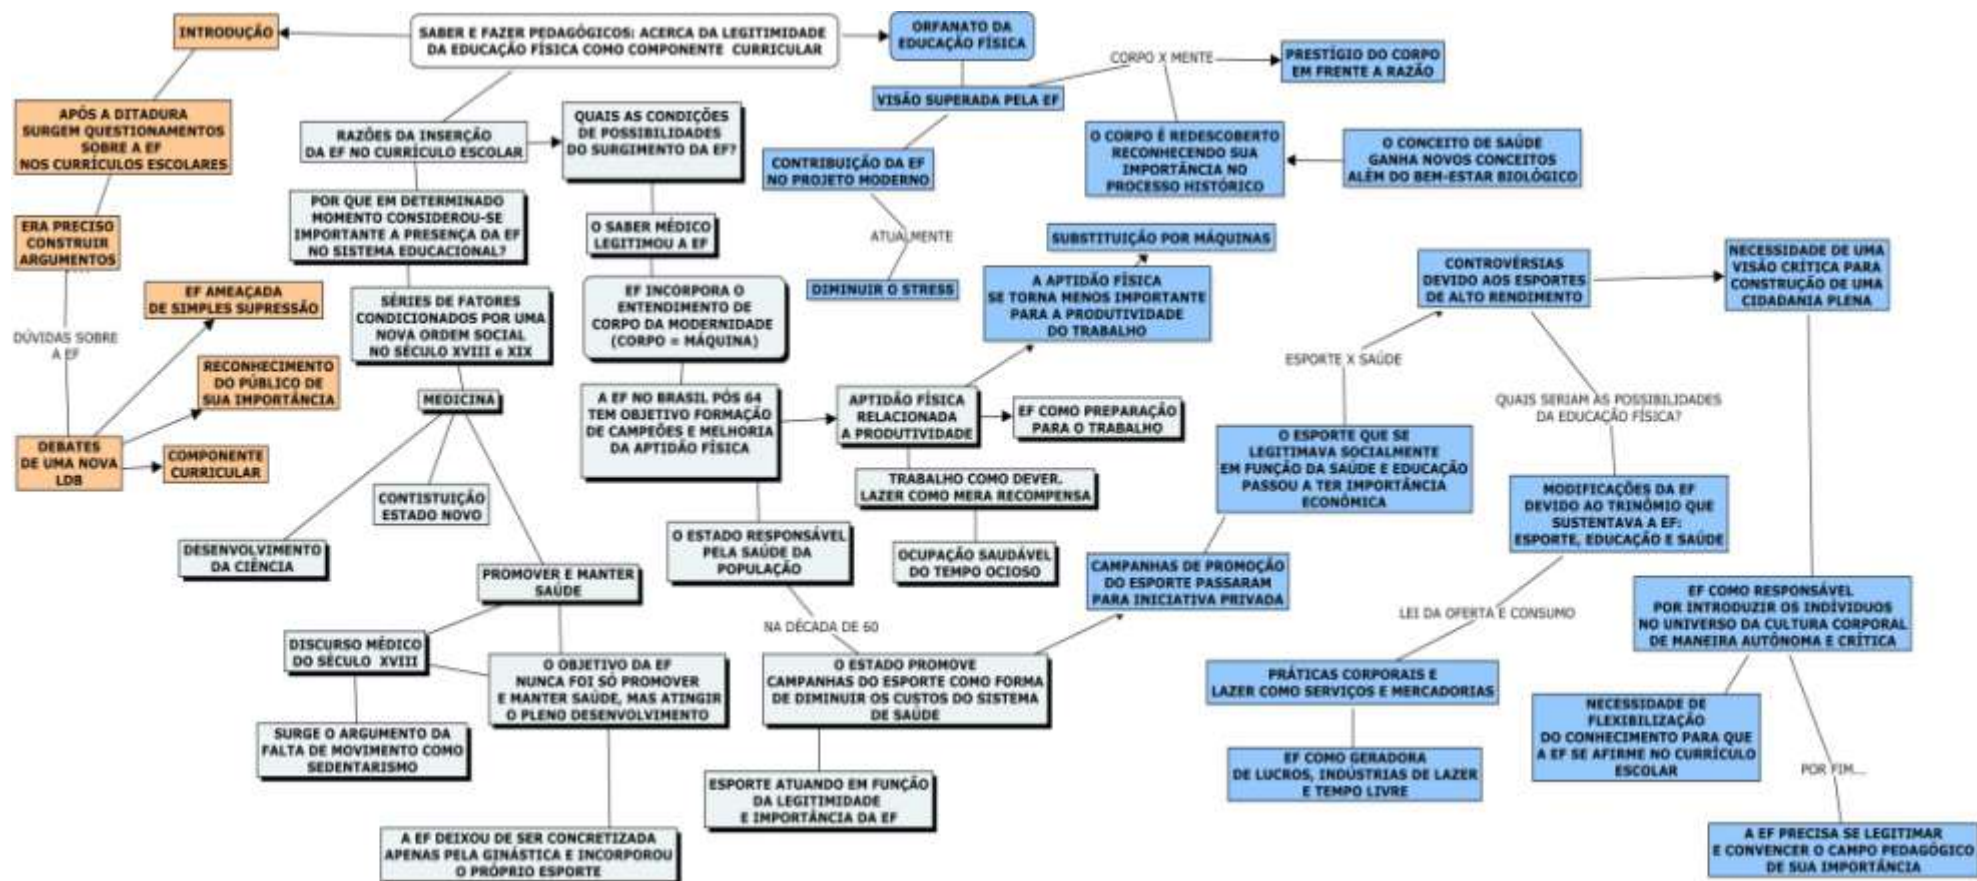 SABER E FAZER PEDAGÓGICOS: ACERCA DA LEGITIMIDADE
DA EDUCAÇÃO FÍSICA COMO COMPONENTE CURRICULAR
INTRODUÇÃO
APÓS A DITADURA
SURGEM QUESTIONAMENTOS
SOBRE A EF
NOS CURRÍCULOS ESCOLARES
ERA PRECISO
CONSTRUIR
ARGUMENTOS
DÚVIDAS SOBRE
A EF
DEBATES
DE UMA NOVA
LDB
EF AMEAÇADA
DE SIMPLES SUPRESSÃO
RECONHECIMENTO
DO PÚBLICO DE
SUA IMPORTÂNCIA
COMPONENTE
CURRICULAR
RAZÕES DA INSERÇÃO
DA EF NO CURRÍCULO ESCOLAR
POR QUE EM DETERMINADO
MOMENTO CONSIDEROU-SE
IMPORTANTE A PRESENÇA DA EF
NO SISTEMA EDUCACIONAL?
SÉRIES DE FATORES
CONDICIONADOS POR UMA
NOVA ORDEM SOCIAL
NO SÉCULO XVIII e XIX
MEDICINA
DESENVOLVIMENTO
DA CIÊNCIA
CONTISTUIÇÃO
ESTADO NOVO
PROMOVER E MANTER
SAÚDE
DISCURSO MÉDICO
DO SÉCULO XVIII
SURGE O ARGUMENTO DA
FALTA DE MOVIMENTO COMO
SEDENTARISMO
O OBJETIVO DA EF
NUNCA FOI SÓ PROMOVER
E MANTER SAÚDE, MAS ATINGIR
O PLENO DESENVOLVIMENTO
A EF DEIXOU DE SER CONCRETIZADA
APENAS PELA GINÁSTICA E INCORPOROU
O PRÓPRIO ESPORTE
QUAIS AS CONDIÇÕES
DE POSSIBILIDADES
DO SURGIMENTO DA EF?
O SABER MÉDICO
LEGITIMOU A EF
EF INCORPORA O
ENTENDIMENTO DE
CORPO DA MODERNIDADE
(CORPO = MÁQUINA)
A EF NO BRASIL PÓS 64
TEM OBJETIVO FORMAÇÃO
DE CAMPEÕES E MELHORIA
DA APTIDÃO FÍSICA
APTIDÃO FÍSICA
RELACIONADA
A PRODUTIVIDADE
EF COMO PREPARAÇÃO
PARA O TRABALHO
TRABALHO COMO DEVER.
LAZER COMO MERA RECOMPENSA
OCUPAÇÃO SAUDÁVEL
DO TEMPO OCIOSO
O ESTADO RESPONSÁVEL
PELA SAÚDE DA
POPULAÇÃO
NA DÉCADA DE 60
O ESTADO PROMOVE
CAMPANHAS DO ESPORTE COMO FORMA
DE DIMINUIR OS CUSTOS DO SISTEMA
DE SAÚDE
ESPORTE ATUANDO EM FUNÇÃO
DA LEGITIMIDADE
E IMPORTÂNCIA DA EF
ORFANATO DA
EDUCAÇÃO FÍSICA
VISÃO SUPERADA PELA EF
CORPO X MENTE
PRESTÍGIO DO CORPO
EM FRENTE A RAZÃO
O CORPO É REDESCOBERTO
RECONHECENDO SUA
IMPORTÂNCIA NO
PROCESSO HISTÓRICO
O CONCEITO DE SAÚDE
GANHA NOVOS CONCEITOS
ALÉM DO BEM-ESTAR BIOLÓGICO
CONTRIBUIÇÃO DA EF
NO PROJETO MODERNO
ATUALMENTE
DIMINUIR O STRESS
SUBSTITUIÇÃO POR MÁQUINAS
A APTIDÃO FÍSICA
SE TORNA MENOS IMPORTANTE
PARA A PRODUTIVIDADE
DO TRABALHO
CAMPANHAS DE PROMOÇÃO
DO ESPORTE PASSARAM
PARA INICIATIVA PRIVADA
O ESPORTE QUE SE
LEGITIMAVA SOCIALMENTE
EM FUNÇÃO DA SAÚDE E EDUCAÇÃO
PASSOU A TER IMPORTÂNCIA
ECONÔMICA
ESPORTE X SAÚDE
CONTROVÉRSIAS
DEVIDO AOS ESPORTES
DE ALTO RENDIMENTO
NECESSIDADE DE UMA
VISÃO CRÍTICA PARA
CONSTRUÇÃO DE UMA
CIDADANIA PLENA
QUAIS SERIAM AS POSSIBILIDADES
DA EDUCAÇÃO FÍSICA?
MODIFICAÇÕES DA EF
DEVIDO AO TRINÔMIO QUE
SUSTENTAVA A EF:
ESPORTE, EDUCAÇÃO E SAÚDE
LEI DA OFERTA E CONSUMO
PRÁTICAS CORPORAIS E
LAZER COMO SERVIÇOS E MERCADORIAS
EF COMO GERADORA
DE LUCROS, INDÚSTRIAS DE LAZER
E TEMPO LIVRE
EF COMO RESPONSÁVEL
POR INTRODUZIR OS INDÍVIDUOS
NO UNIVERSO DA CULTURA CORPORAL
DE MANEIRA AUTÔNOMA E CRÍTICA
NECESSIDADE DE
FLEXIBILIZAÇÃO
DO CONHECIMENTO PARA QUE
A EF SE AFIRME NO CURRÍCULO
ESCOLAR
POR FIM...
A EF PRECISA SE LEGITIMAR
E CONVENCER O CAMPO PEDAGÓGICO
DE SUA IMPORTÂNCIA